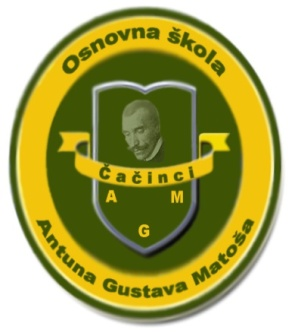 Osnovna škola
Čačinci
A M
G
Antuna Gustava Matoša